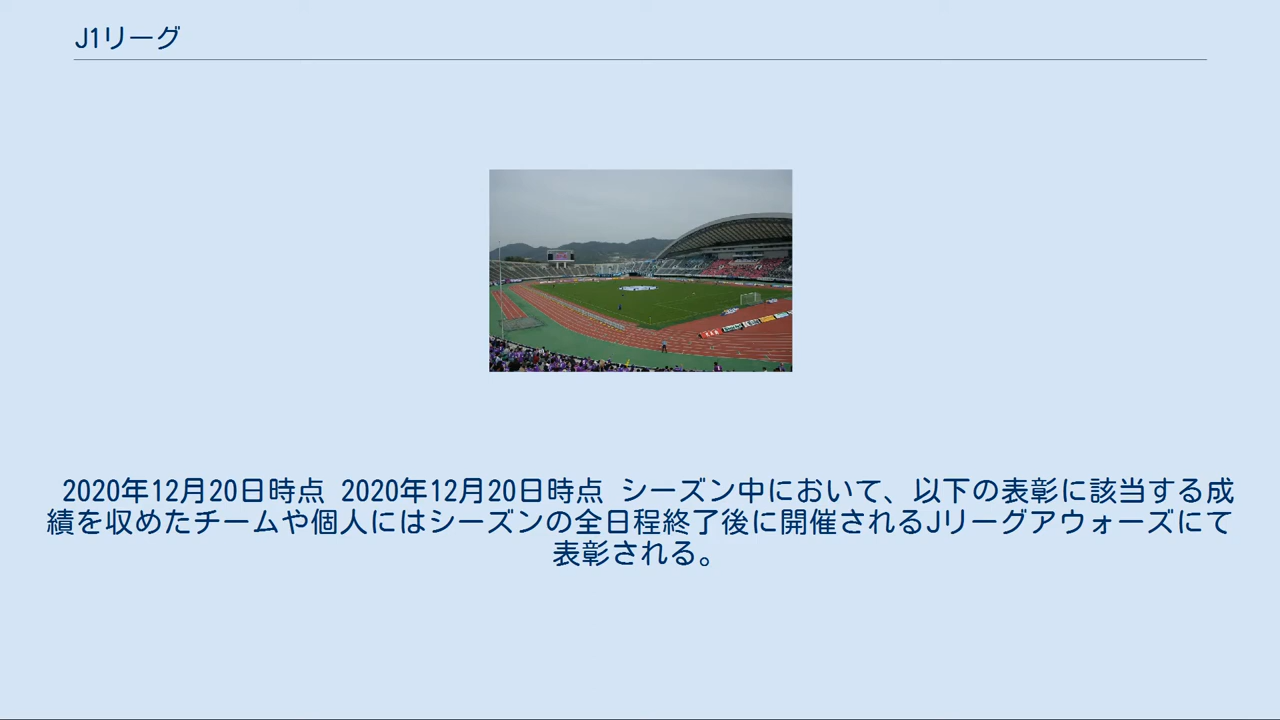 J1リーグ
2020年12月20日時点 2020年12月20日時点 シーズン中において、以下の表彰に該当する成
績を収めたチームや個人にはシーズンの全日程終了後に開催されるJリーグアウォーズにて
表彰される。